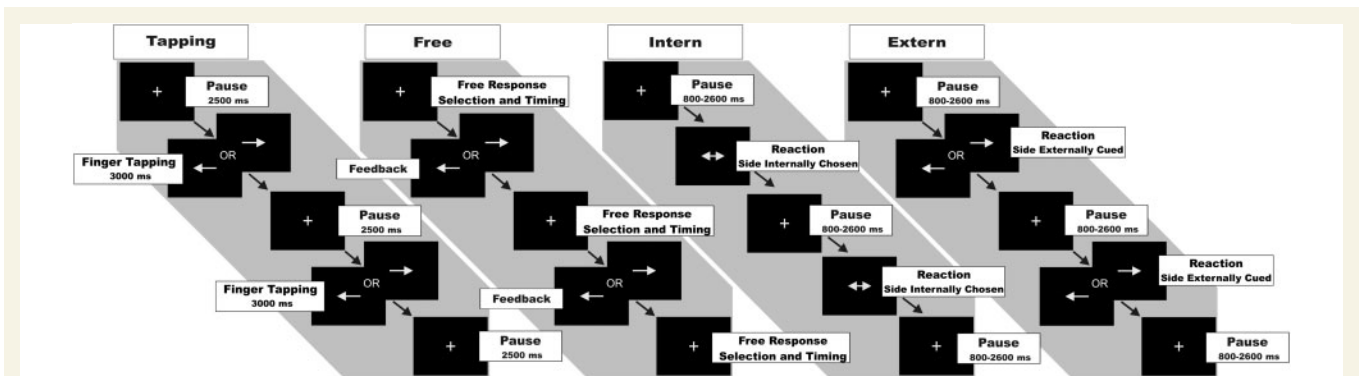 Tapping
Pause
2500 ms
OR
Finger Tapping
3000 ms
Pause
2500 ms
OR
Finger Tapping
3000 ms
Pause
2500 ms
Free
Free Response
Selection and Timing
OR
Feedback
Free Response
Selection and Timing
OR
Feedback
Free Response
Selection and Timing
Intern
Pause
800-2600 ms
Reaction
Side Internally Chosen
Pause
800-2600 ms
Reaction
Side Internally Chosen
Pause
800-2600 ms
Extern
Pause
800-2600 ms
OR
Reaction
Side Externally Cued
Pause
800-2600 ms
OR
Reaction
Side Externally Cued
Pause
800-2600 ms